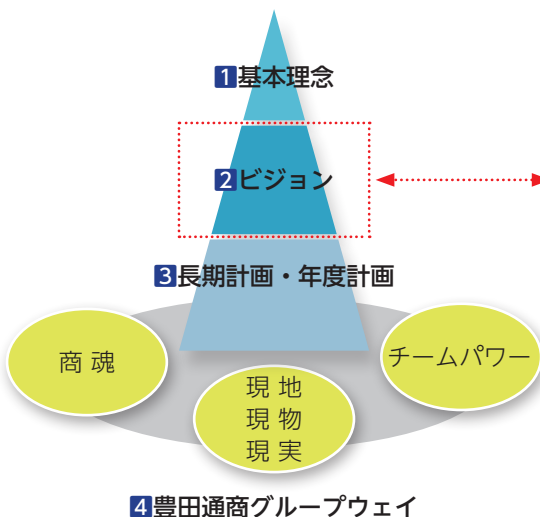 1基本理念
2ビジョン
3長期計画・年度計画
商魂
チームパワー
現地
現物
現実
4豊田通商グループウェイ